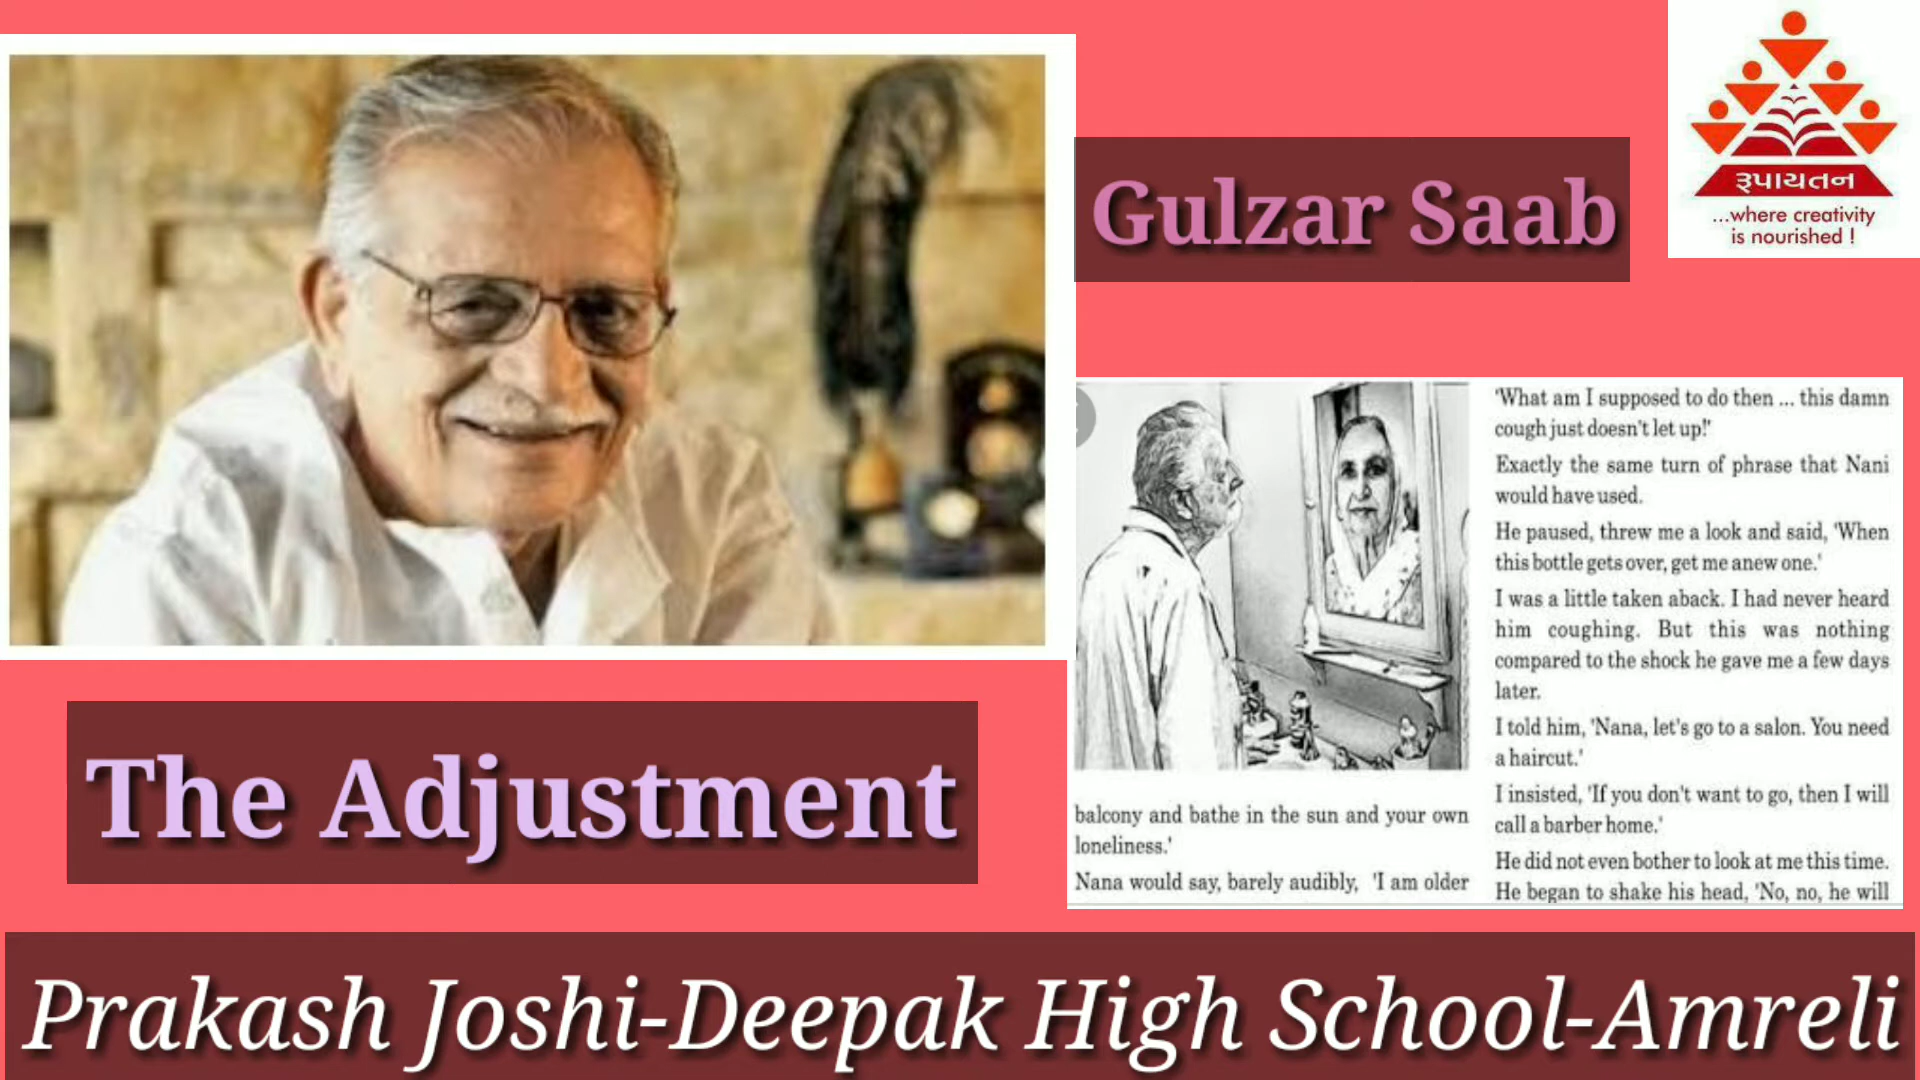 Gulzar Saab
રૂપાયતન
...where creativity
is nourished !
The Adjustment
balcony and bathe in the sun and your own
loneliness.'
Nana would say, barely audibly, 'I am older
'What am I supposed to do then ... this damn
cough just doesn't let up!'
Exactly the same turn of phrase that Nani
would have used.
He paused, threw me a look and said, 'When
this bottle gets over, get me anew one.'
I was a little taken aback. I had never heard
him coughing. But this was nothing
compared to the shock he gave me a few days
later.
I told him, 'Nana, let's go to a salon. You need
a haircut.'
I insisted, 'If you don't want to go, then I will
call a barber home.'
He did not even bother to look at me this time.
He began to shake his head, 'No, no, he will
Prakash Joshi-Deepak High School-Amreli